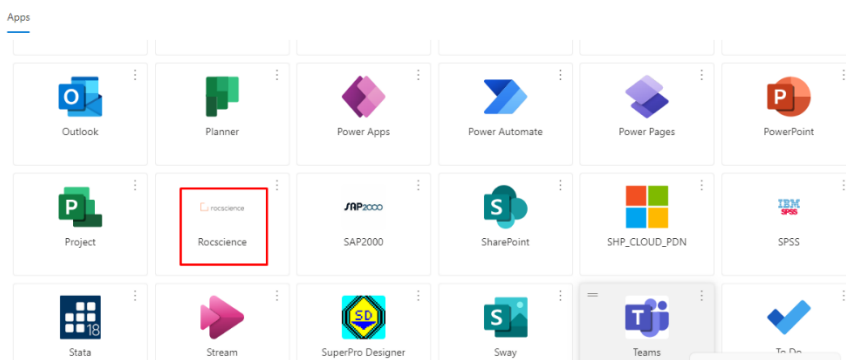 Apps
Outlook
Planner
Power Apps
Power Automate
Power Pages
PowerPoint
rocscience
SAP2000
IBM
SPSS
Project
Rocscience
SAP2000
SharePoint
SHP_CLOUD_PDN
SPSS
18
SD
Stata
Stream
SuperPro Designer
Sway
Teams
To Do